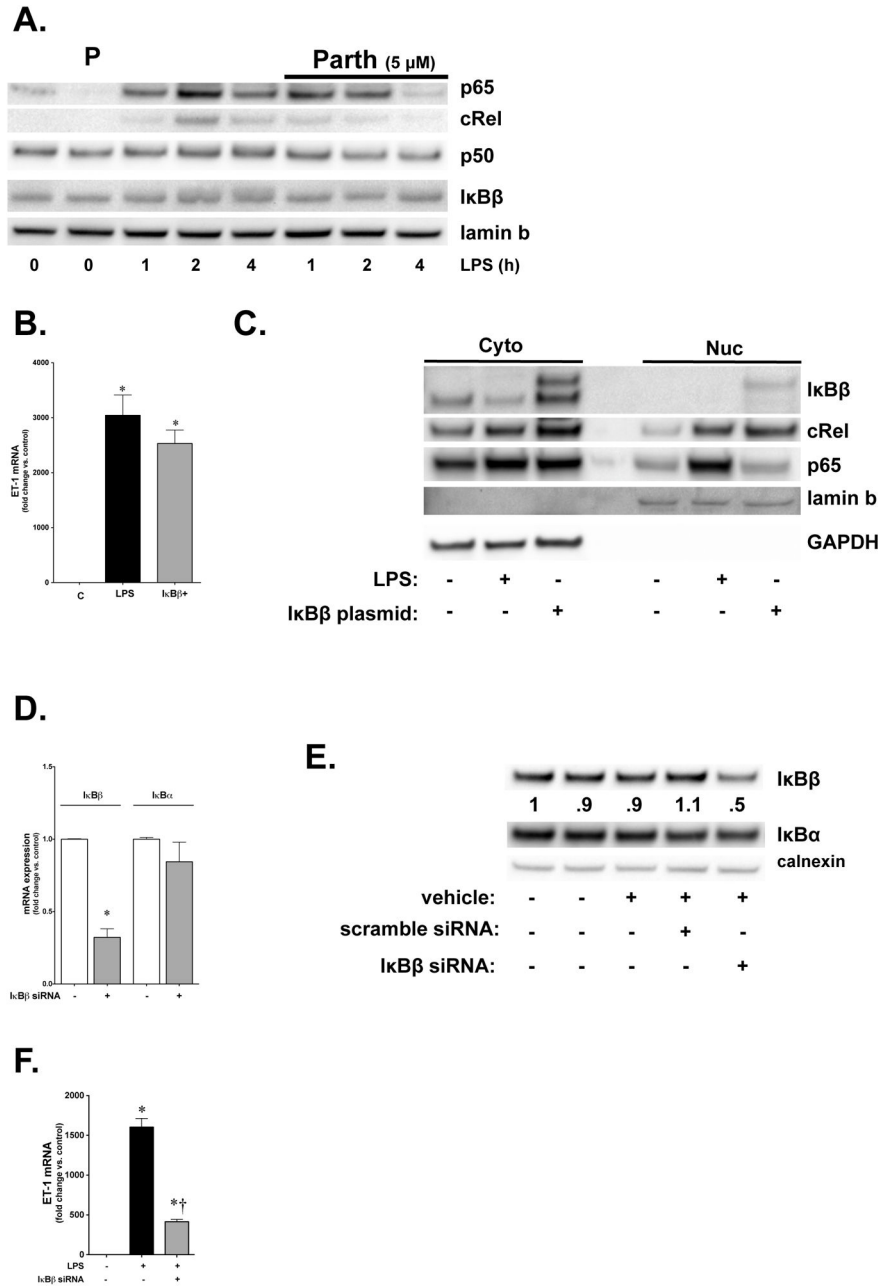 A.
P Parth (5 μM)
p65
cRel
p50
IκBβ
lamin b
0 0 1 2 4 1 2 4 LPS (h)
B.
4000
3000
2000
1000
0
ET-1 mRNA
(fold change vs. control)
* *
C LPS IκBβ+
C.
Cyto Nuc
IκBβ
cRel
p65
lamin b
GAPDH
LPS: - + - - + -
IκBβ plasmid: - - + - - +
D.
1.5
1.0
0.5
0.0
mRNA expression
(fold change vs. control)
IκBβ IκBα
*
IκBβ siRNA - + - +
E.
IκBβ
1 .9 .9 1.1 .5
IκBα
calnexin
vehicle: - - + + +
scramble siRNA: - - - + -
IκBβ siRNA: - - - - +
F.
2000
1500
1000
500
0
ET-1 mRNA
(fold change vs. control)
*
*†
LPS - + +
IκBβ siRNA - - +